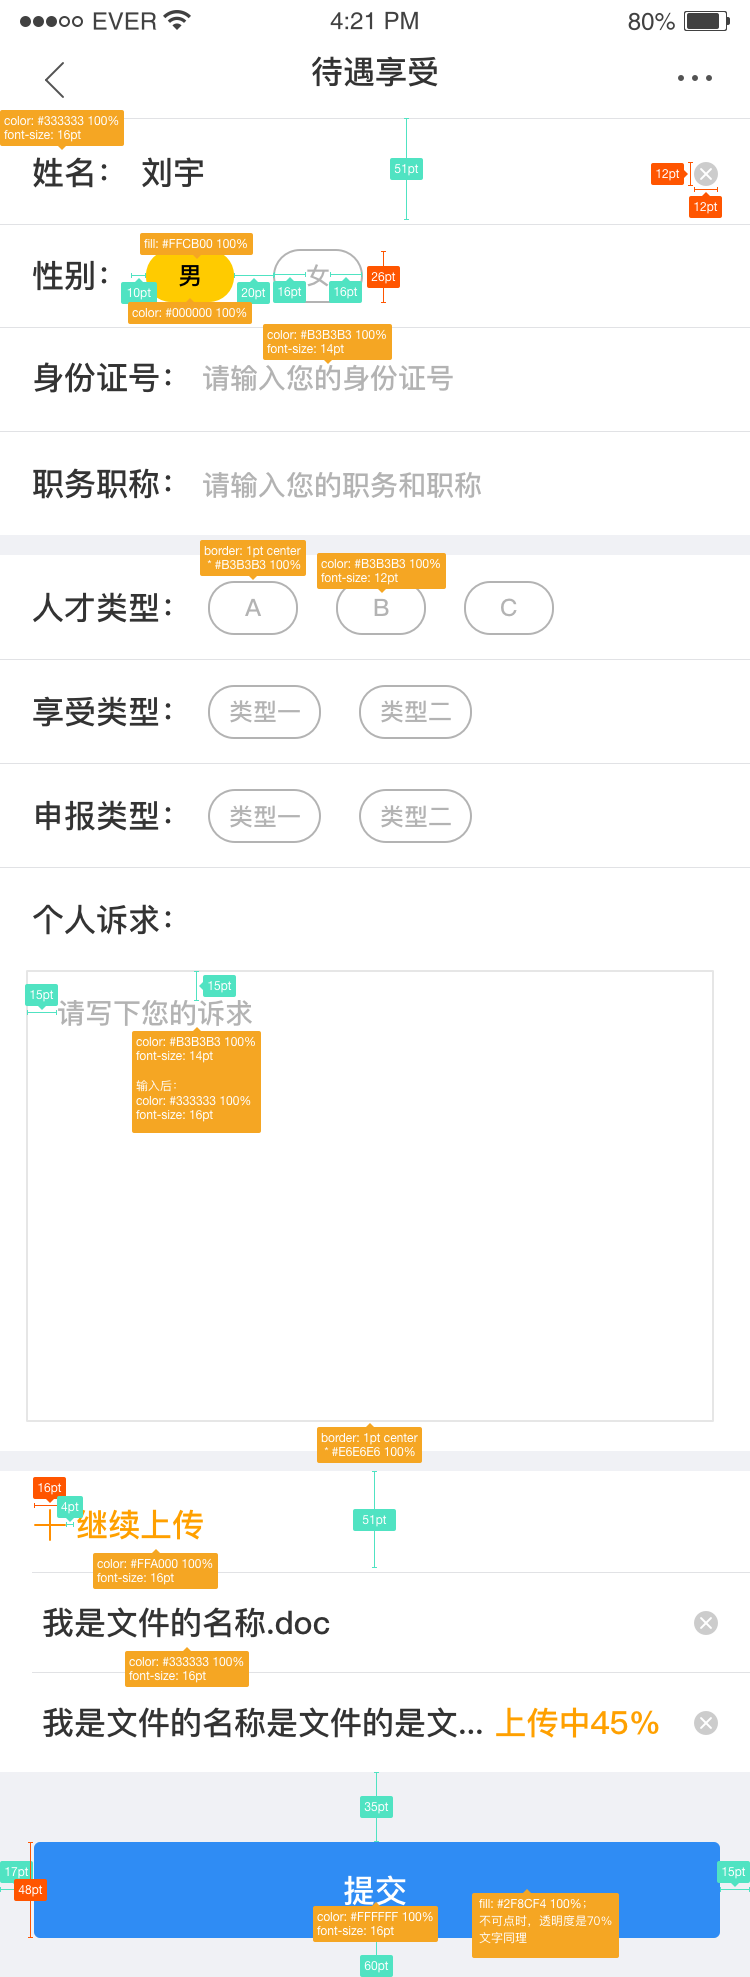 EVER 4:21 PM 80%
待遇享受
color: #333333 100%
font-size: 16pt
姓名： 刘宇
51pt
12pt
12pt
fill: #FFCB00 100%
性别： 男 女
26pt
10pt 20pt 16pt 16pt
color: #000000 100%
color: #B3B3B3 100%
font-size: 14pt
身份证号： 请输入您的身份证号
职务职称： 请输入您的职务和职称
border: 1pt center
* #B3B3B3 100%
color: #B3B3B3 100%
font-size: 12pt
人才类型： A B C
享受类型： 类型一 类型二
申报类型： 类型一 类型二
个人诉求：
15pt
15pt
请写下您的诉求
color: #B3B3B3 100%
font-size: 14pt
输入后：
color: #333333 100%
font-size: 16pt
border: 1pt center
* #E6E6E6 100%
16pt
4pt
51pt
继续上传
color: #FFA000 100%
font-size: 16pt
我是文件的名称.doc
color: #333333 100%
font-size: 16pt
我是文件的名称是文件的是文... 上传中45%
35pt
17pt
48pt
15pt
提交
color: #FFFFFF 100%
font-size: 16pt
fill: #2F8CF4 100%；
不可点时，透明度是70%
文字同理
60pt